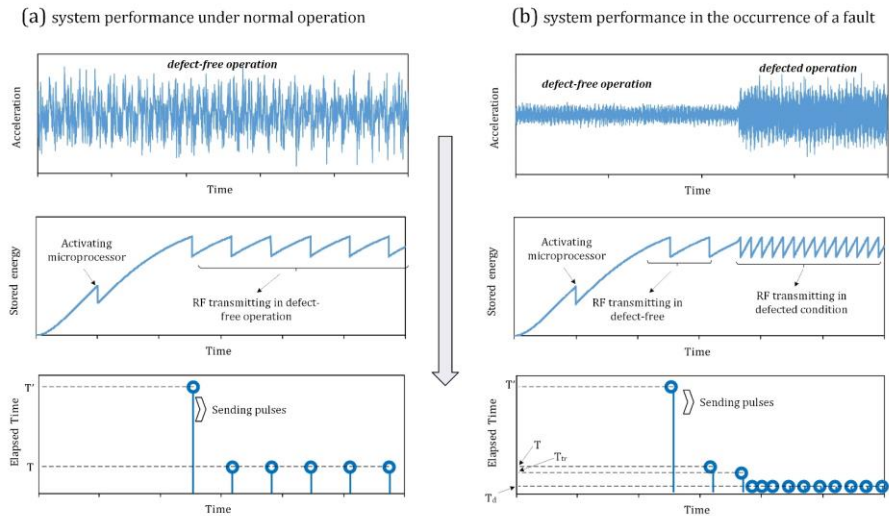 (a) system performance under normal operation
defect-free operation
Acceleration
Time
Activating
microprocessor
RF transmitting in defect-
free operation
Stored energy
Time
T'
Sending pulses
T
Elapsed Time
Time
(b) system performance in the occurrence of a fault
defect-free operation
defected operation
Acceleration
Time
Activating
microprocessor
RF transmitting in
defect-free
RF transmitting in
defected condition
Stored energy
Time
T'
Sending pulses
T
Ttr
Td
Elapsed Time
Time